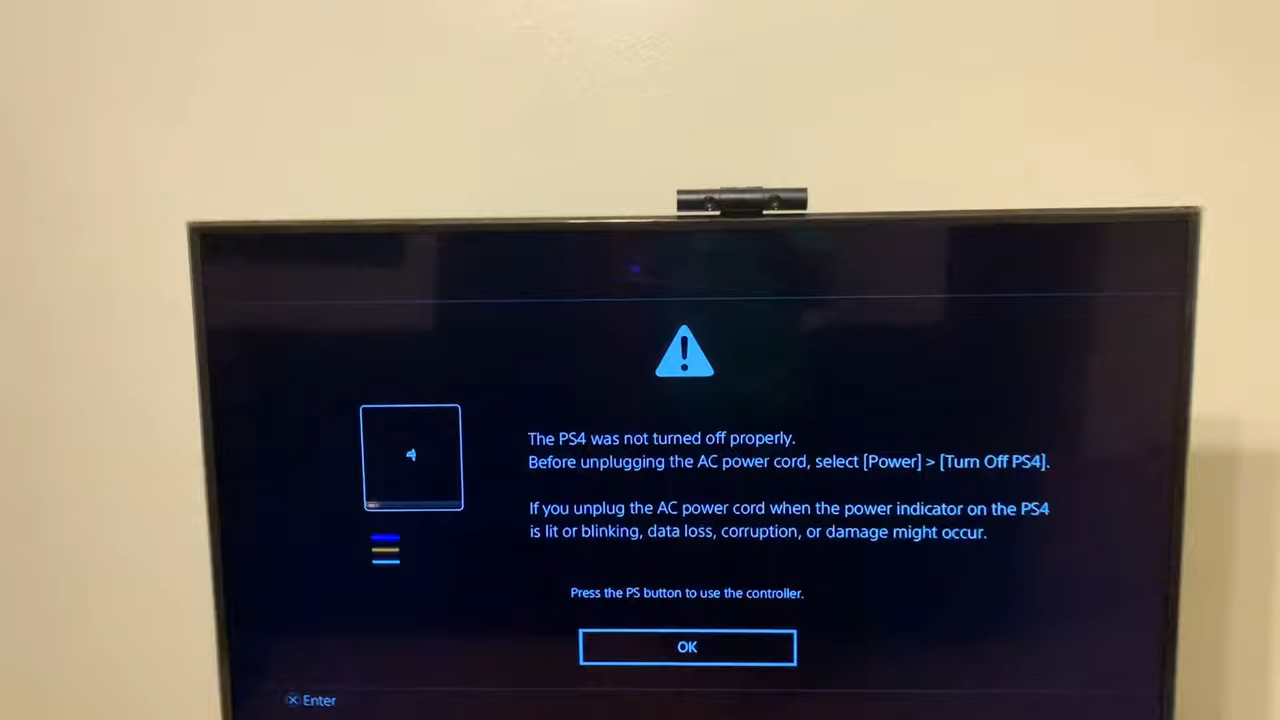 The PS4 was not turned off properly.
Before unplugging the AC power cord, select [Power] > [Turn Off PS4].
If you unplug the AC power cord when the power indicator on the PS4
is lit or blinking, data loss, corruption, or damage might occur.
Press the PS button to use the controller.
OK
Enter